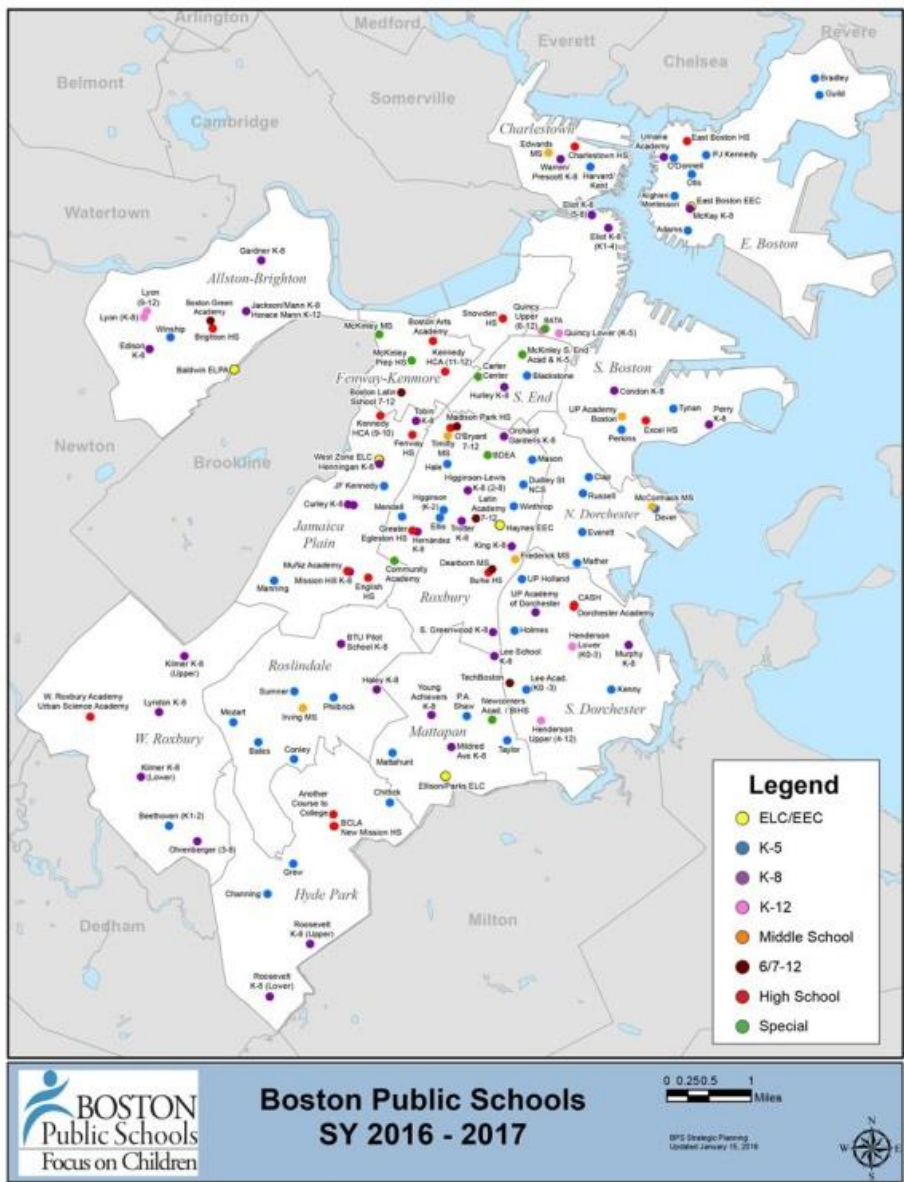 Arlington
Medford
Everett
Revere
Chelsea
Belmont
Somerville
Cambridge
Watertown
Newton
Brookline
Dedham
Milton
Bradley
Guild
Charlestown
Edwards
MS
Charlestown HS
Warren/
Prescott K-8
Harvard/
Kent
Umana
Academy
East Boston HS
PJ Kennedy
O'Donnell
Otis
Alighieri
Montessori
East Boston EEC
McKay K-8
Adams
E. Boston
Eliot K-8
(5-8)
Eliot K-8
(K1-4)
Gardner K-8
Allston-Brighton
Lyon
(9-12)
Lyon (K-8)
Boston Green
Academy
Jackson/Mann K-8
Horace Mann K-12
Winship
Brighton HS
Edison
K-8
Baldwin ELPA
McKinley MS
Boston Arts
Academy
Snowden
HS
Quincy
Upper
(6-12)
BATA
Quincy Lower (K-5)
McKinley
Prep HS
Kennedy
HCA (11-12)
Carter
Center
McKinley S. End
Acad & K-5
Blackstone
Fenway-Kenmore
Hurley K-8
S. End
S. Boston
Condon K-8
Boston Latin
School 7-12
Kennedy
HCA (9-10)
Tobin
K-8
Madison Park HS
O'Bryant
7-12
Orchard
Gardens K-8
UP Academy
Boston
Tynan
Perry
K-8
Excel HS
Perkins
Fenway
HS
Timilty
MS
BDEA
Mason
West Zone ELC
Hennigan K-8
Hale
Higginson-Lewis
K-8 (2-8)
Dudley St
NCS
Clap
JF Kennedy
Russell
McCormack MS
Dever
Curley K-8
Mendell
Higginson
(K-2)
Latin
Academy
7-12
Winthrop
N. Dorchester
Ellis
Trotter
K-8
Haynes EEC
Jamaica
Plain
Greater
Egleston HS
Hernández
K-8
King K-8
Everett
Frederick MS
Mather
Community
Academy
Dearborn MS
Burke HS
Muñiz Academy
Mission Hill K-8
English
HS
Manning
Roxbury
UP Holland
UP Academy
of Dorchester
CASH
Dorchester Academy
S. Greenwood K-8
Holmes
Henderson
Lower (K0-3)
Murphy
K-8
BTU Pilot
School K-8
Lee School
K-8
Kilmer K-8
(Upper)
Roslindale
Haley K-8
TechBoston
Lee Acad.
(K0 -3)
Kenny
W. Roxbury Academy
Urban Science Academy
Lyndon K-8
Sumner
Philbrick
Irving MS
Mozart
Young
Achievers
K-8
P.A.
Shaw
Newcomers
Acad. / BIHS
S. Dorchester
W. Roxbury
Mattapan
Henderson
Upper (4-12)
Bates
Conley
Mattahunt
Mildred
Ave K-8
Taylor
Kilmer K-8
(Lower)
Ellison/Parks ELC
Another
Course to
College
Chittick
BCLA
New Mission HS
Beethoven (K1-2)
Ohrenberger (3-8)
Grew
Channing
Hyde Park
Roosevelt
K-8 (Upper)
Roosevelt
K-8 (Lower)
Legend
ELC/EEC
K-5
K-8
K-12
Middle School
6/7-12
High School
Special
BOSTON
Public Schools
Focus on Children
Boston Public Schools
SY 2016 - 2017
0 0.25 0.5 1
Miles
BPS Strategic Planning
Updated January 15, 2016
N
W E
S